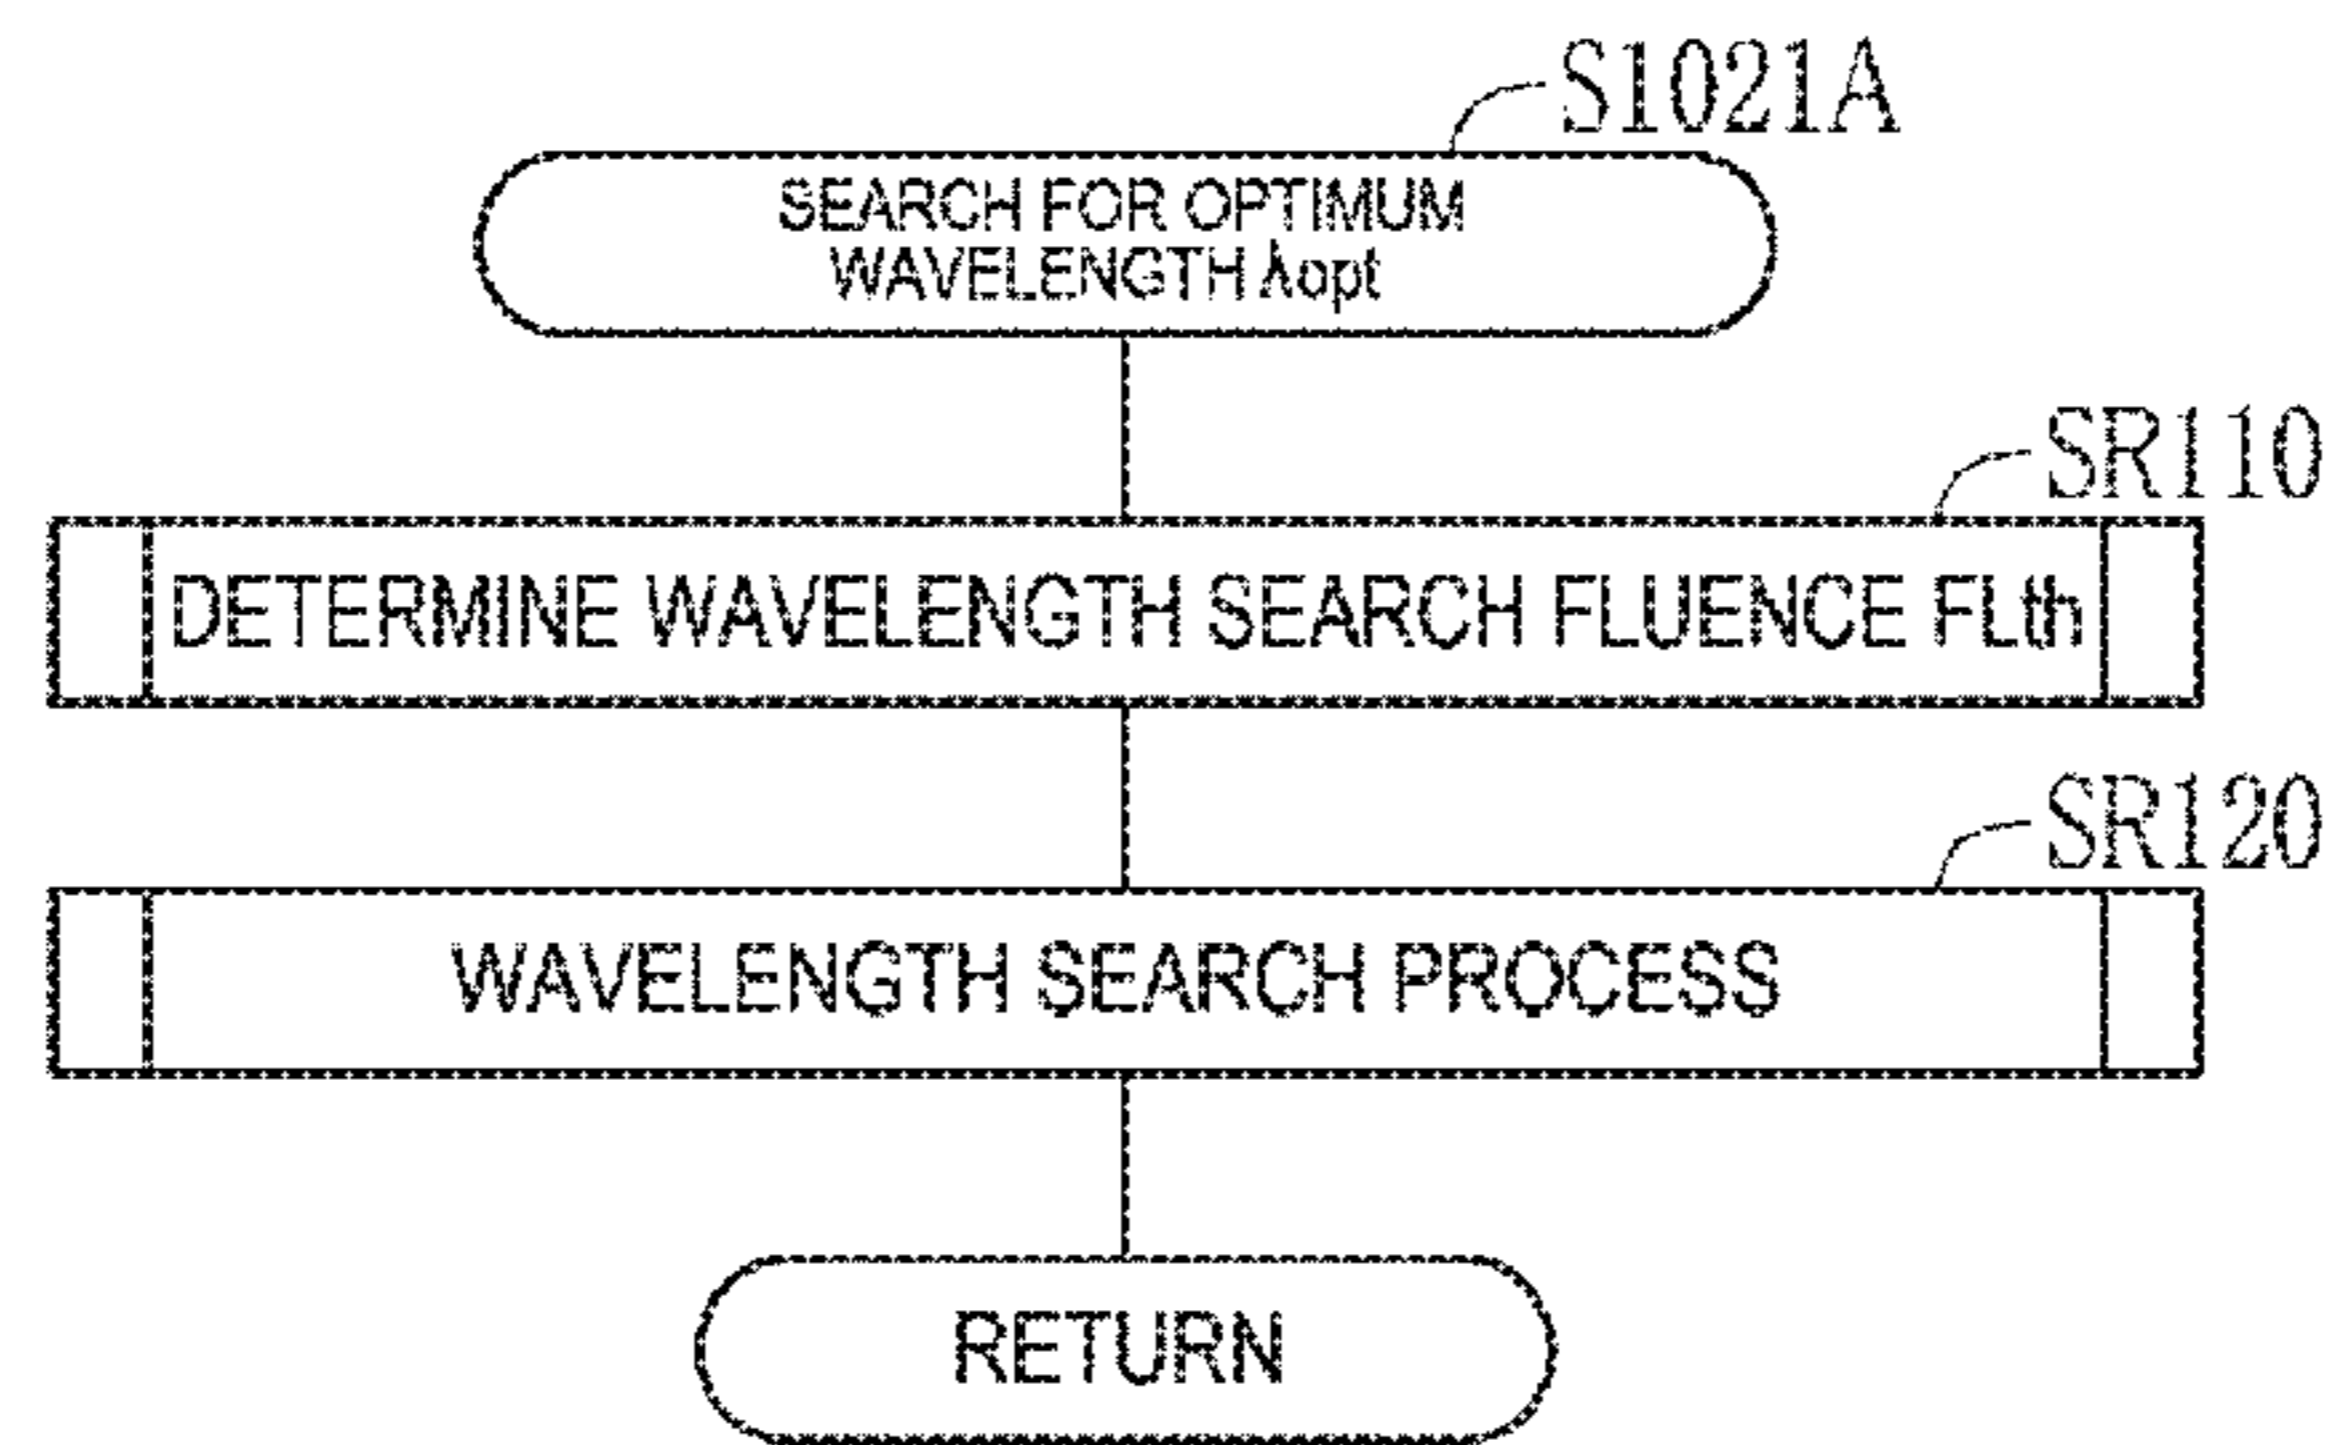 S1021A
SEARCH FOR OPTIMUM
WAVELENGTH λopt
SR110
DETERMINE WAVELENGTH SEARCH FLUENCE FLth
SR120
WAVELENGTH SEARCH PROCESS
RETURN